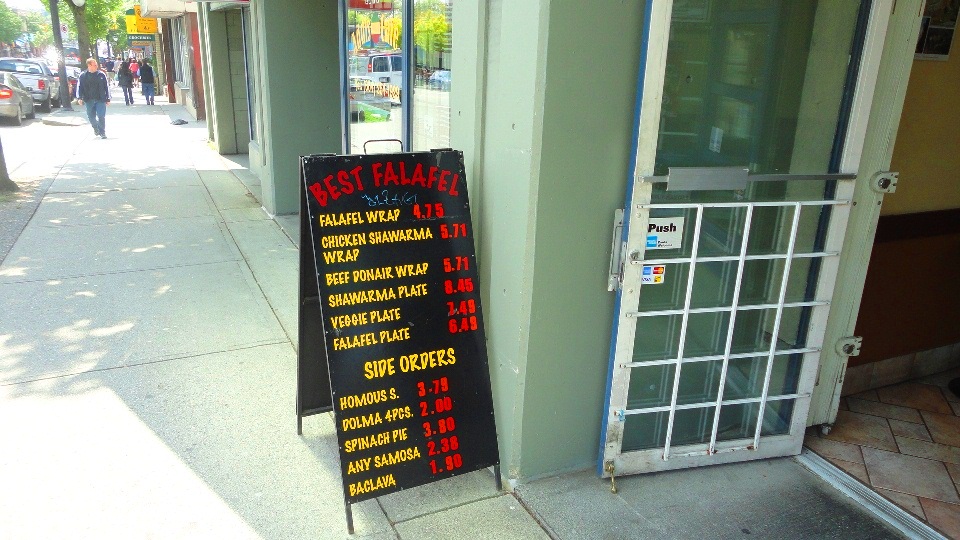 BEST FALAFEL
FALAFEL WRAP 4.75
CHICKEN SHAWARMA 5.71
WRAP
BEEF DONAIR WRAP 5.71
SHAWARMA PLATE 8.45
VEGGIE PLATE 7.49
FALAFEL PLATE 6.49
SIDE ORDERS
HOMOUS S. 3.79
DOLMA 4PCS. 2.00
SPINACH PIE 3.80
ANY SAMOSA 2.38
BACLAVA 1.90
Push
VISA